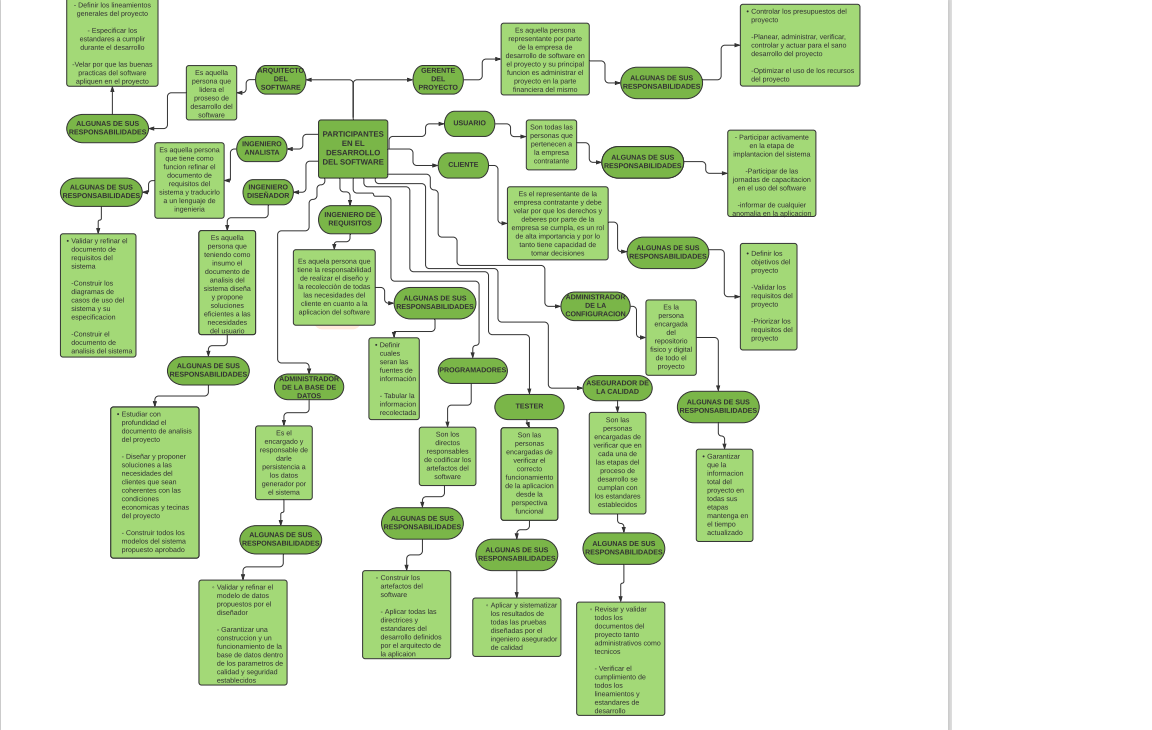 - Definir los lineamientos
generales del proyecto
- Especificar los
estandares a cumplir
durante el desarrollo
-Velar por que las buenas
practicas del software
apliquen en el proyecto
Es aquella
persona que
lidera el
proseso de
desarrollo del
software
ARQUITECTO
DEL
SOFTWARE
GERENTE
DEL
PROYECTO
Es aquella persona
representante por parte
de la empresa de
desarrollo de software en
el proyecto y su principal
funcion es administrar el
proyecto en la parte
financiera del mismo
ALGUNAS DE SUS
RESPONSABILIDADES
• Controlar los presupuestos del
proyecto
-Planear, administrar, verificar,
controlar y actuar para el sano
desarrollo del proyecto
-Optimizar el uso de los recursos
del proyecto
ALGUNAS DE SUS
RESPONSABILIDADES
PARTICIPANTES
EN EL
DESARROLLO
DEL SOFTWARE
USUARIO
Son todas las
personas que
pertenecen a
la empresa
contratante
ALGUNAS DE SUS
RESPONSABILIDADES
- Participar activamente
en la etapa de
implantacion del sistema
-Participar de las
jornadas de capacitacion
en el uso del software
-informar de cualquier
anomalia en la aplicacion
INGENIERO
ANALISTA
Es aquella persona
que tiene como
funcion refinar el
documento de
requisitos del
sistema y traducirlo
a un lenguaje de
ingenieria
ALGUNAS DE SUS
RESPONSABILIDADES
• Validar y refinar el
documento de
requisitos del
sistema
-Construir los
diagramas de
casos de uso del
sistema y su
especificacion
-Construir el
documento de
analisis del sistema
CLIENTE
Es el representante de la
empresa contratante y debe
velar por que los derechos y
deberes por parte de la
empresa se cumpla, es un rol
de alta importancia y por lo
tanto tiene capacidad de
tomar decisiones
ALGUNAS DE SUS
RESPONSABILIDADES
• Definir los
objetivos del
proyecto
-Validar los
requisitos del
proyecto
-Priorizar los
requisitos del
proyecto
INGENIERO
DISEÑADOR
Es aquella
persona que
teniendo como
insumo el
documento de
analisis del
sistema diseña
y propone
soluciones
eficientes a las
necesidades
del usuario
ALGUNAS DE SUS
RESPONSABILIDADES
• Estudiar con
profundidad el
documento de analisis
del proyecto
- Diseñar y proponer
soluciones a las
necesidades del
clientes que sean
coherentes con las
condiciones
economicas y tecinas
del proyecto
- Construir todos los
modelos del sistema
propuesto aprobado
INGENIERO DE
REQUISITOS
Es aquella persona que
tiene la responsabilidad
de realizar el diseño y
la recolección de todas
las necesidades del
cliente en cuanto a la
aplicacion del software
ALGUNAS DE SUS
RESPONSABILIDADES
• Definir
cuales
seran las
fuentes de
información
- Tabular la
informacion
recolectada
ADMINISTRADOR
DE LA
CONFIGURACION
Es la
persona
encargada
del
repositorio
fisico y digital
de todo el
proyecto
ALGUNAS DE SUS
RESPONSABILIDADES
• Garantizar
que la
informacion
total del
proyecto en
todas sus
etapas
mantenga en
el tiempo
actualizado
ADMINISTRADOR
DE LA BASE DE
DATOS
Es el
encargado y
responsable de
darle
persistencia a
los datos
generador por
el sistema
ALGUNAS DE SUS
RESPONSABILIDADES
◦ Validar y refinar el
modelo de datos
propuestos por el
diseñador
- Garantizar una
construccion y un
funcionamiento de la
base de datos dentro
de los parametros de
calidad y seguridad
establecidos
PROGRAMADORES
Son los
directos
responsables
de codificar los
artefactos del
software
ALGUNAS DE SUS
RESPONSABILIDADES
◦ Construir los
artefactos del
software
- Aplicar todas las
directrices y
estandares del
desarrollo definidos
por el arquitecto de
la aplicaion
TESTER
Son las
personas
encargadas de
verificar el
correcto
funcionamiento
de la aplicacion
desde la
perspectiva
funcional
ALGUNAS DE SUS
RESPONSABILIDADES
◦ Aplicar y sistematizar
los resultados de
todas las pruebas
diseñadas por el
ingeniero asegurador
de calidad
ASEGURADOR DE
LA CALIDAD
Son las
personas
encargadas de
verificar que en
cada una de
las etapas del
proceso de
desarrollo se
cumplan con
los estandares
establecidos
ALGUNAS DE SUS
RESPONSABILIDADES
◦ Revisar y validar
todos los
documentos del
proyecto tanto
administrativos como
tecnicos
- Verificar el
cumplimiento de
todos los
lineamientos y
estandares de
desarrollo